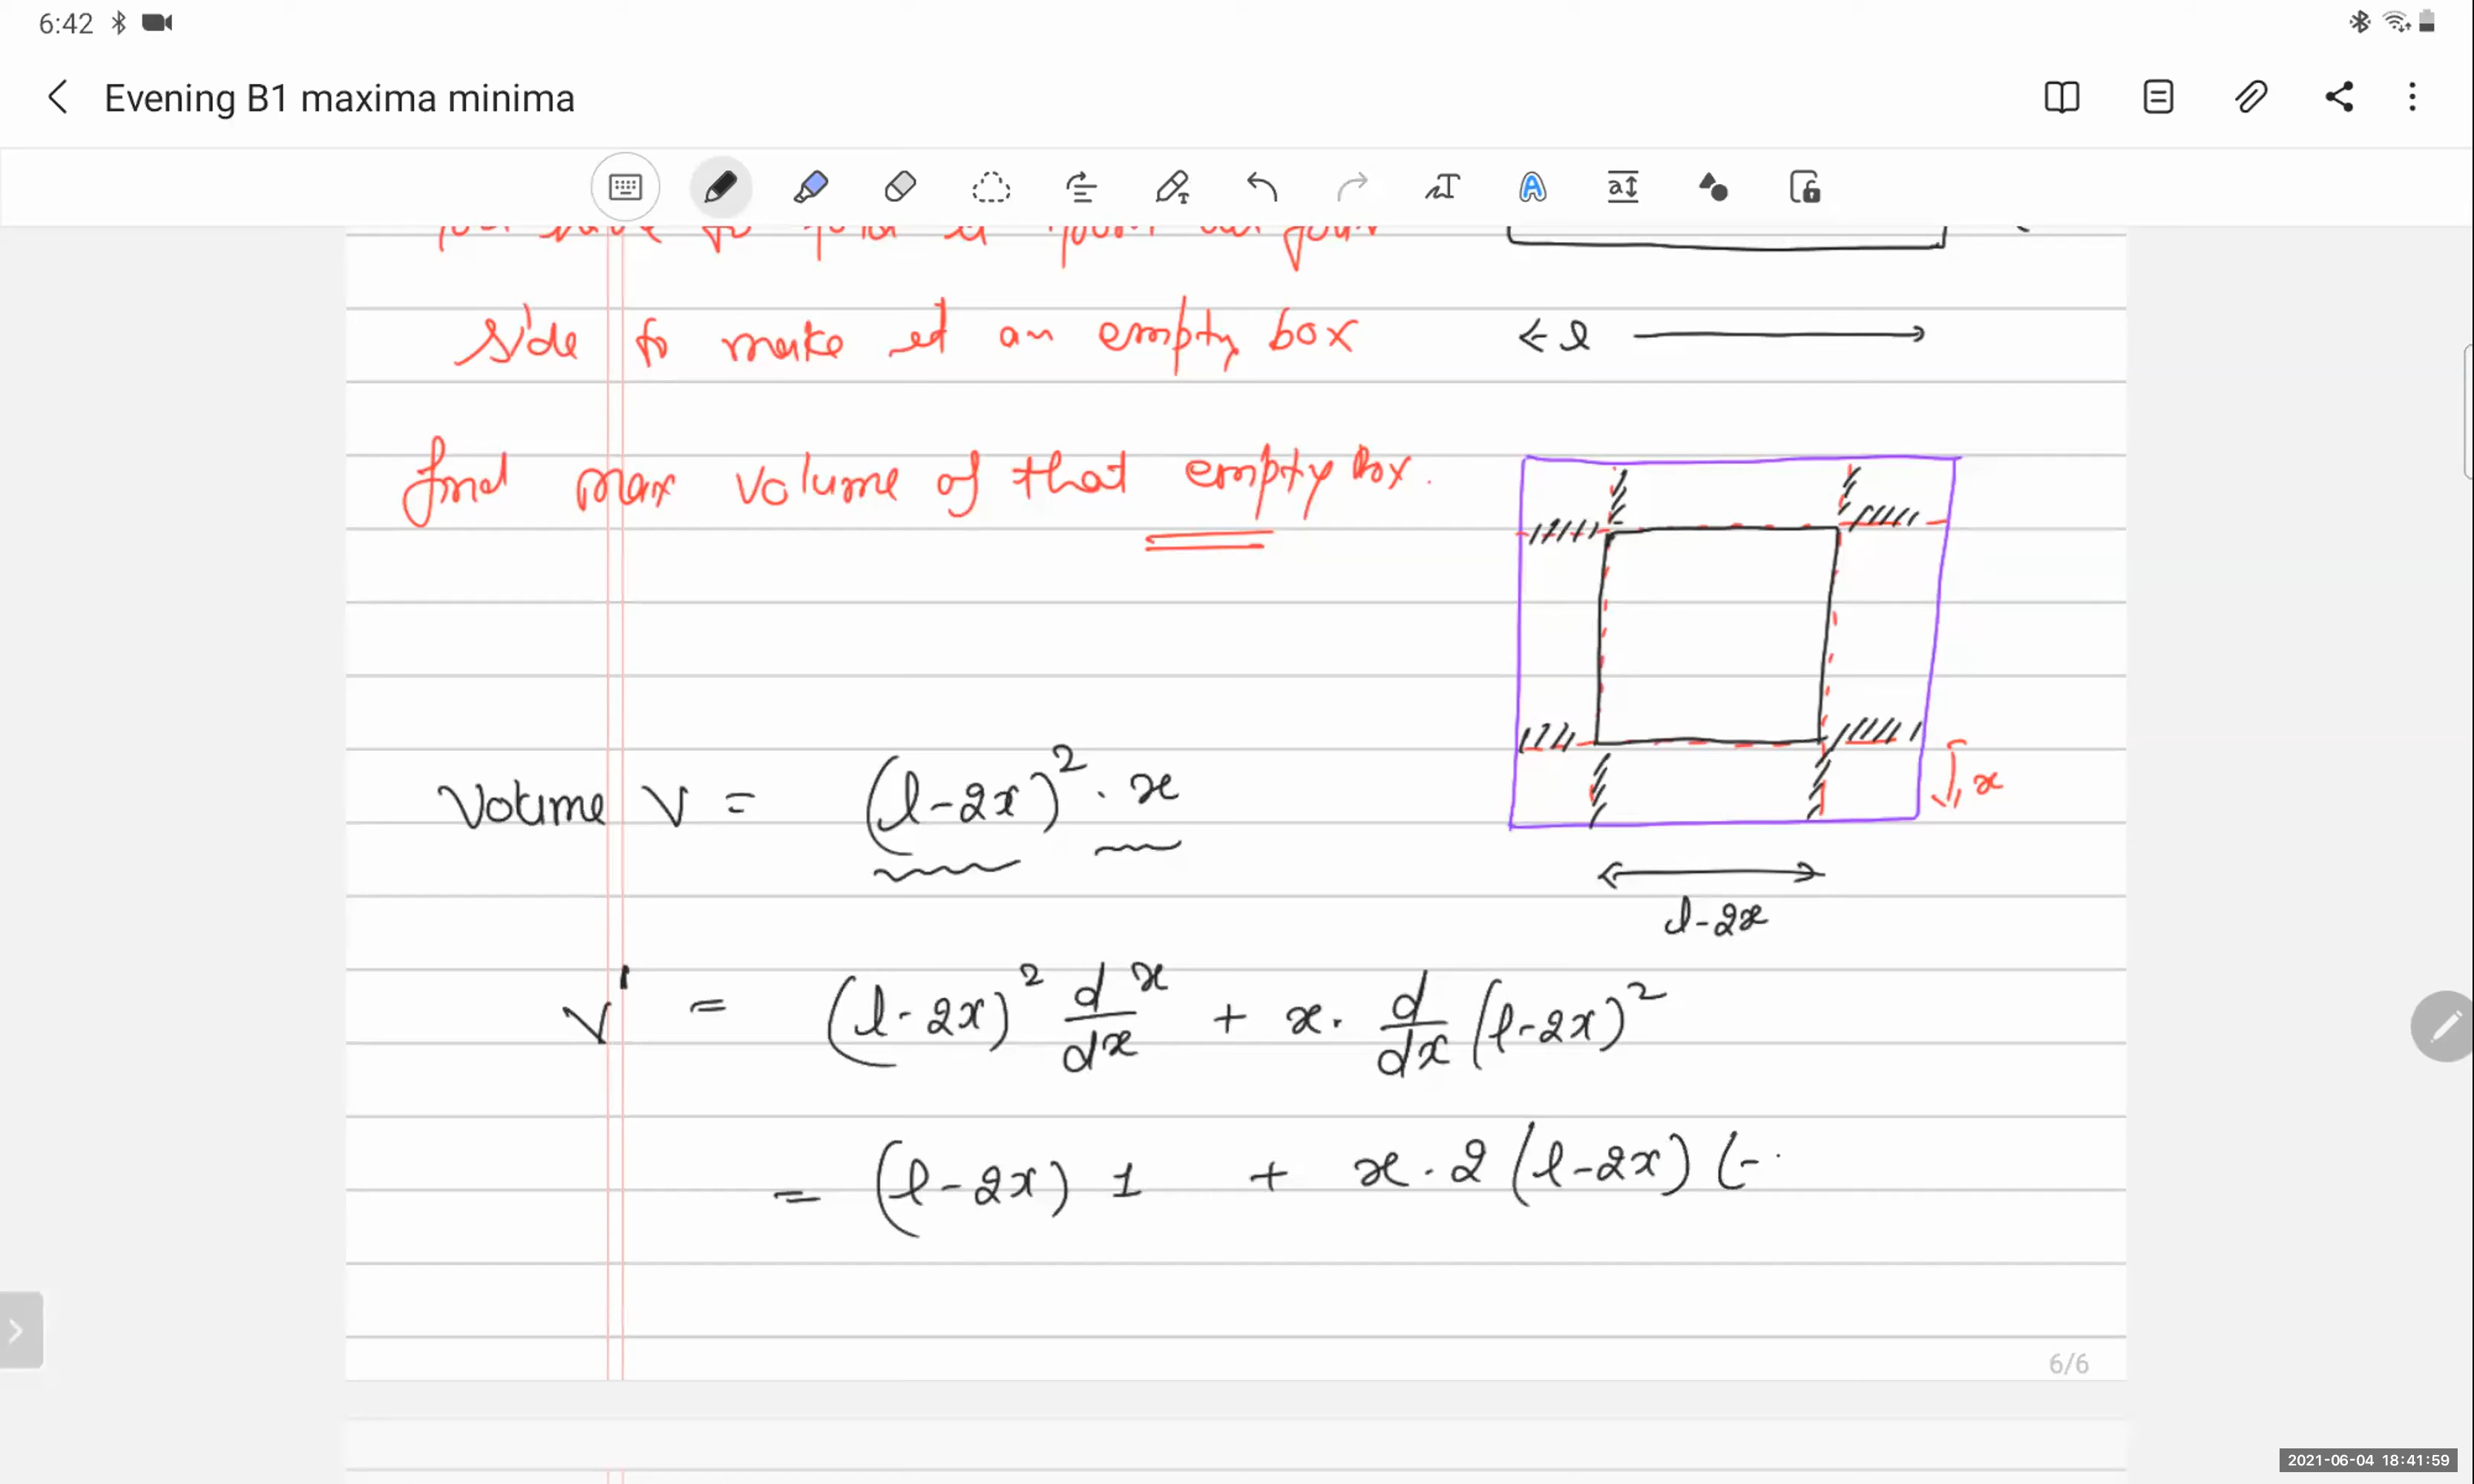 6:42
Evening B1 maxima minima
side to make it an empty box
← l →
find max volume of that empty box.
x
Volume V = (l-2x)² · x
l-2x
V' = (l-2x)² d/dx x + x · d/dx (l-2x)²
= (l-2x) 1 + x · 2 (l-2x) (-
6/6
2021-06-04 18:41:59